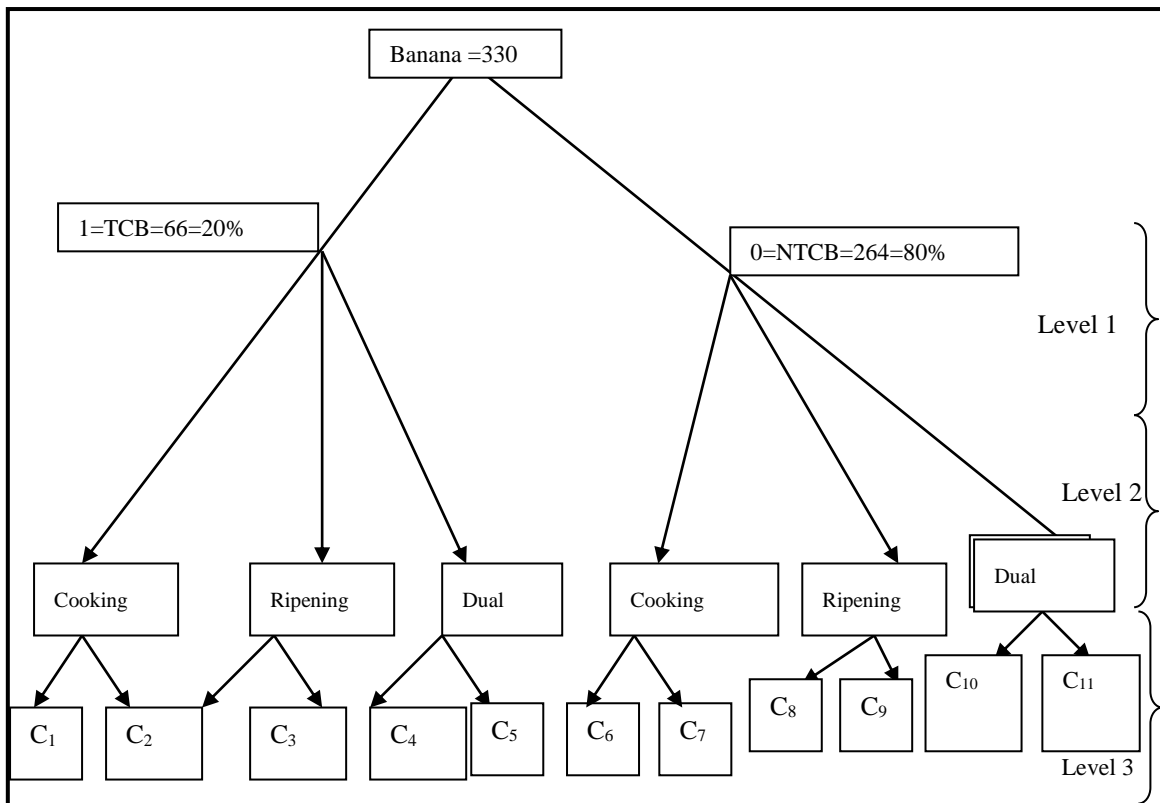 Banana =330
1=TCB=66=20%
0=NTCB=264=80%
Level 1
Level 2
Cooking
Ripening
Dual
Cooking
Ripening
Dual
C₁
C₂
C₃
C₄
C₅
C₆
C₇
C₈
C₉
C₁₀
C₁₁
Level 3